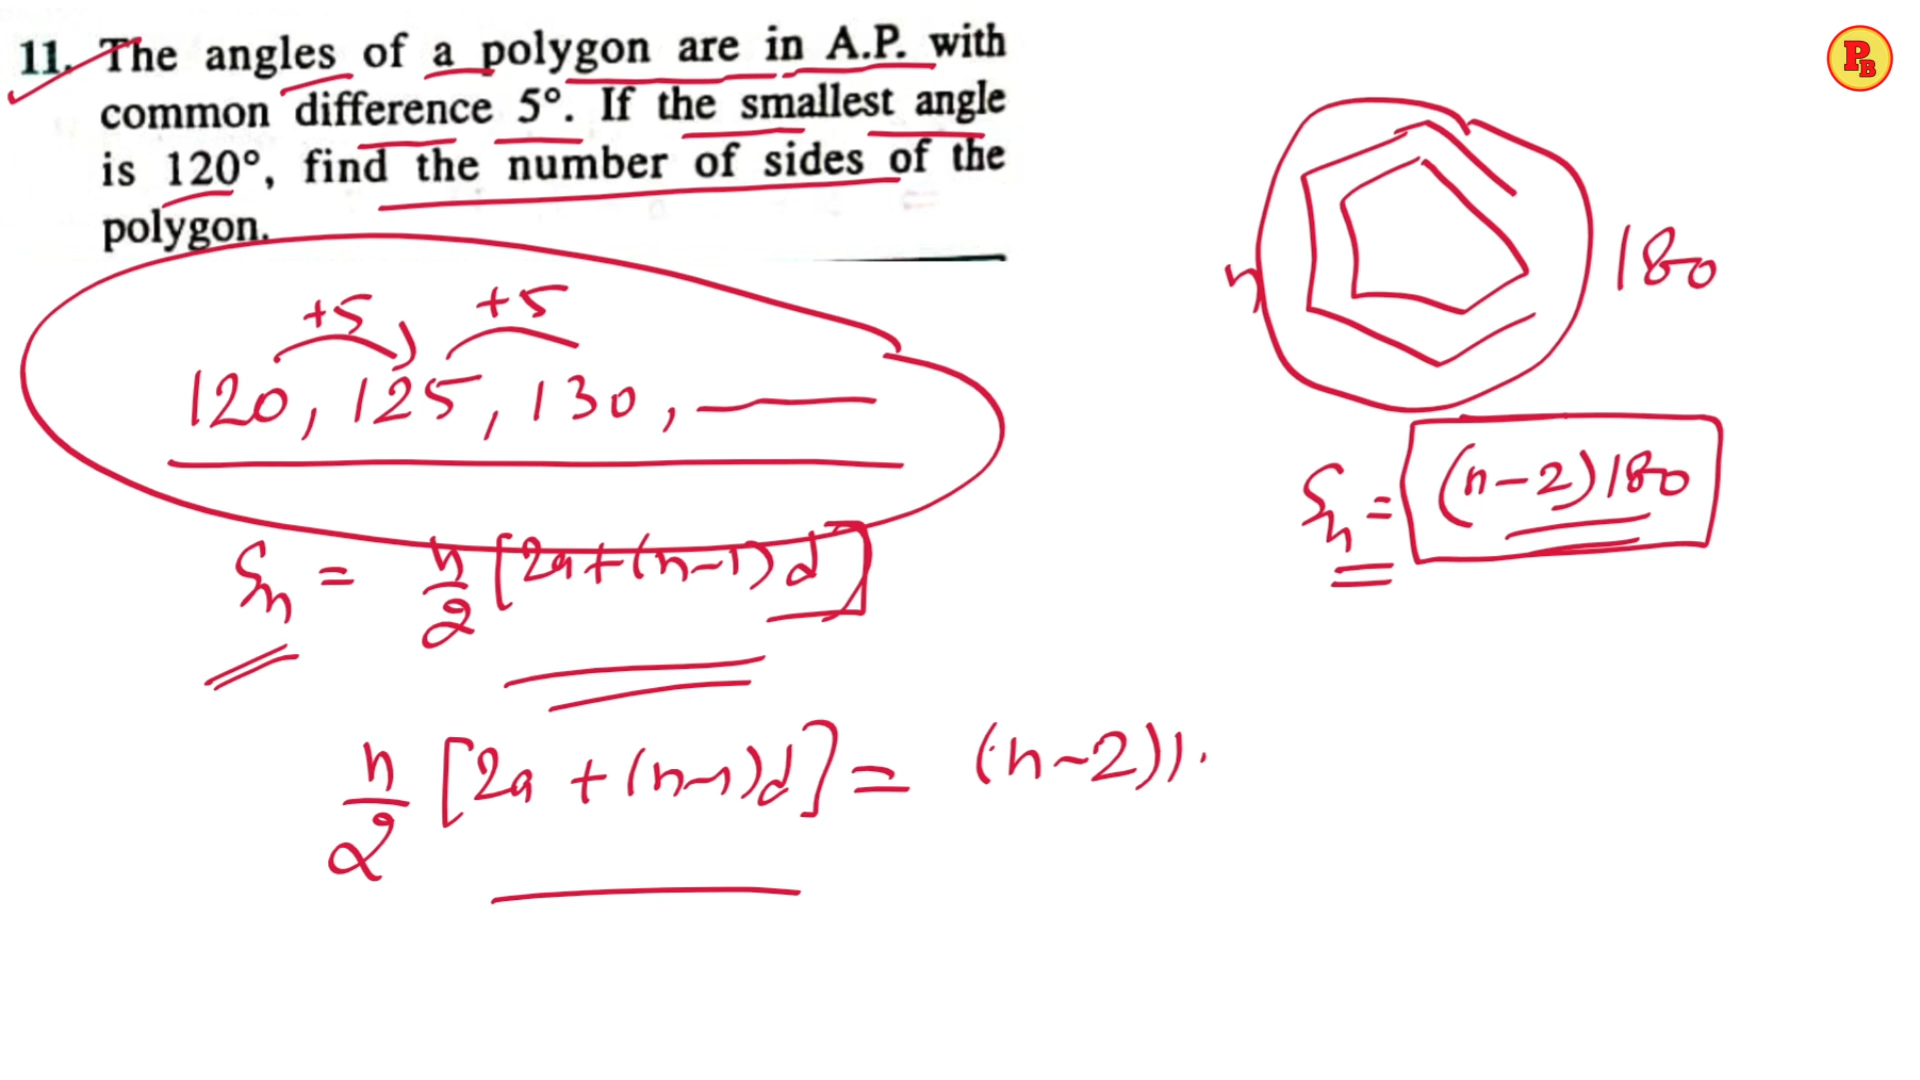 11. The angles of a polygon are in A.P. with
common difference 5°. If the smallest angle
is 120°, find the number of sides of the
polygon.
+5 +5
120, 125, 130,
Sn = n/2 [2a+(n-1)d]
n/2 [2a+(n-1)d] = (n-2)
n
180
Sn = (n-2)180
PB